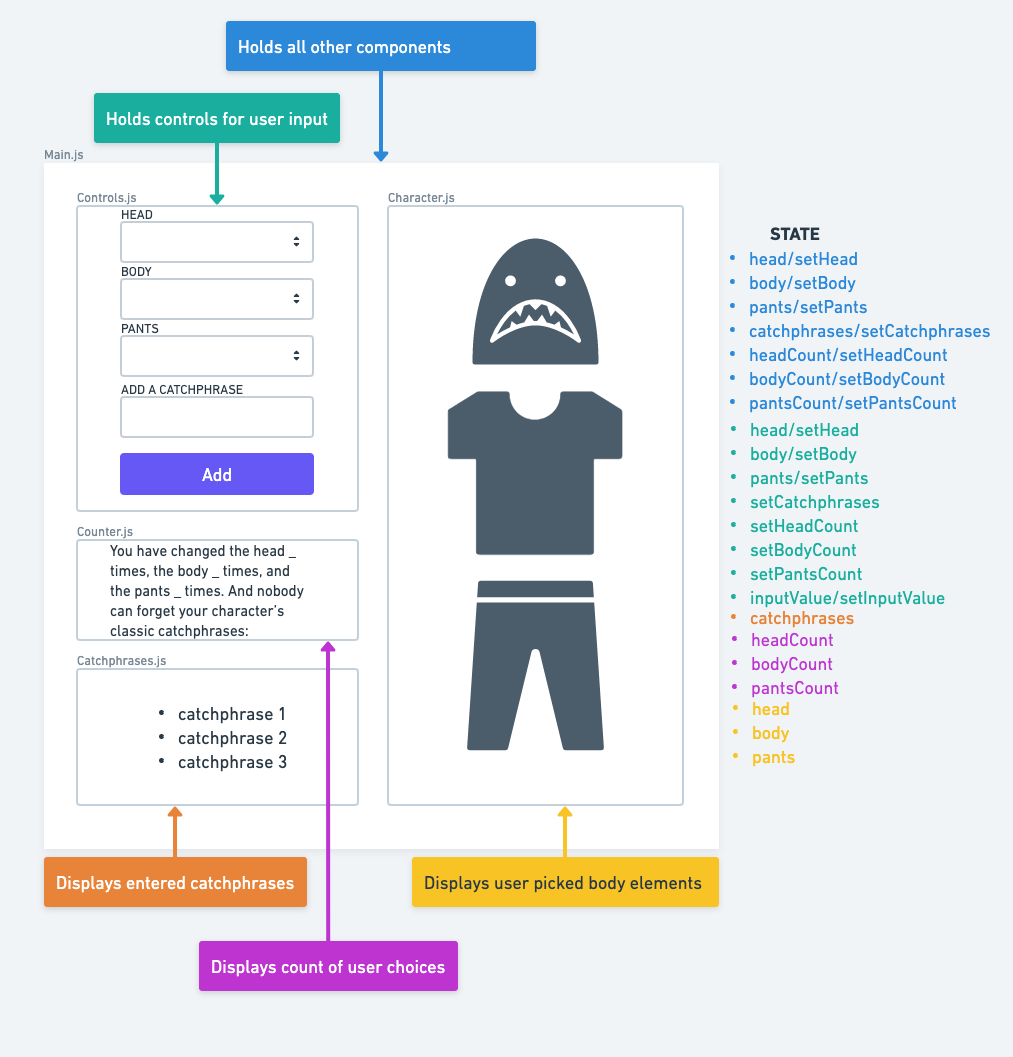 Holds all other components
Holds controls for user input
Main.js
Controls.js
HEAD
BODY
PANTS
ADD A CATCHPHRASE
Add
Counter.js
You have changed the head _
times, the body _ times, and
the pants _ times. And nobody
can forget your character's
classic catchphrases:
Catchphrases.js
• catchphrase 1
• catchphrase 2
• catchphrase 3
Character.js
STATE
• head/setHead
• body/setBody
• pants/setPants
• catchphrases/setCatchphrases
• headCount/setHeadCount
• bodyCount/setBodyCount
• pantsCount/setPantsCount
• head/setHead
• body/setBody
• pants/setPants
• setCatchphrases
• setHeadCount
• setBodyCount
• setPantsCount
• inputValue/setInputValue
• catchphrases
• headCount
• bodyCount
• pantsCount
• head
• body
• pants
Displays entered catchphrases
Displays user picked body elements
Displays count of user choices